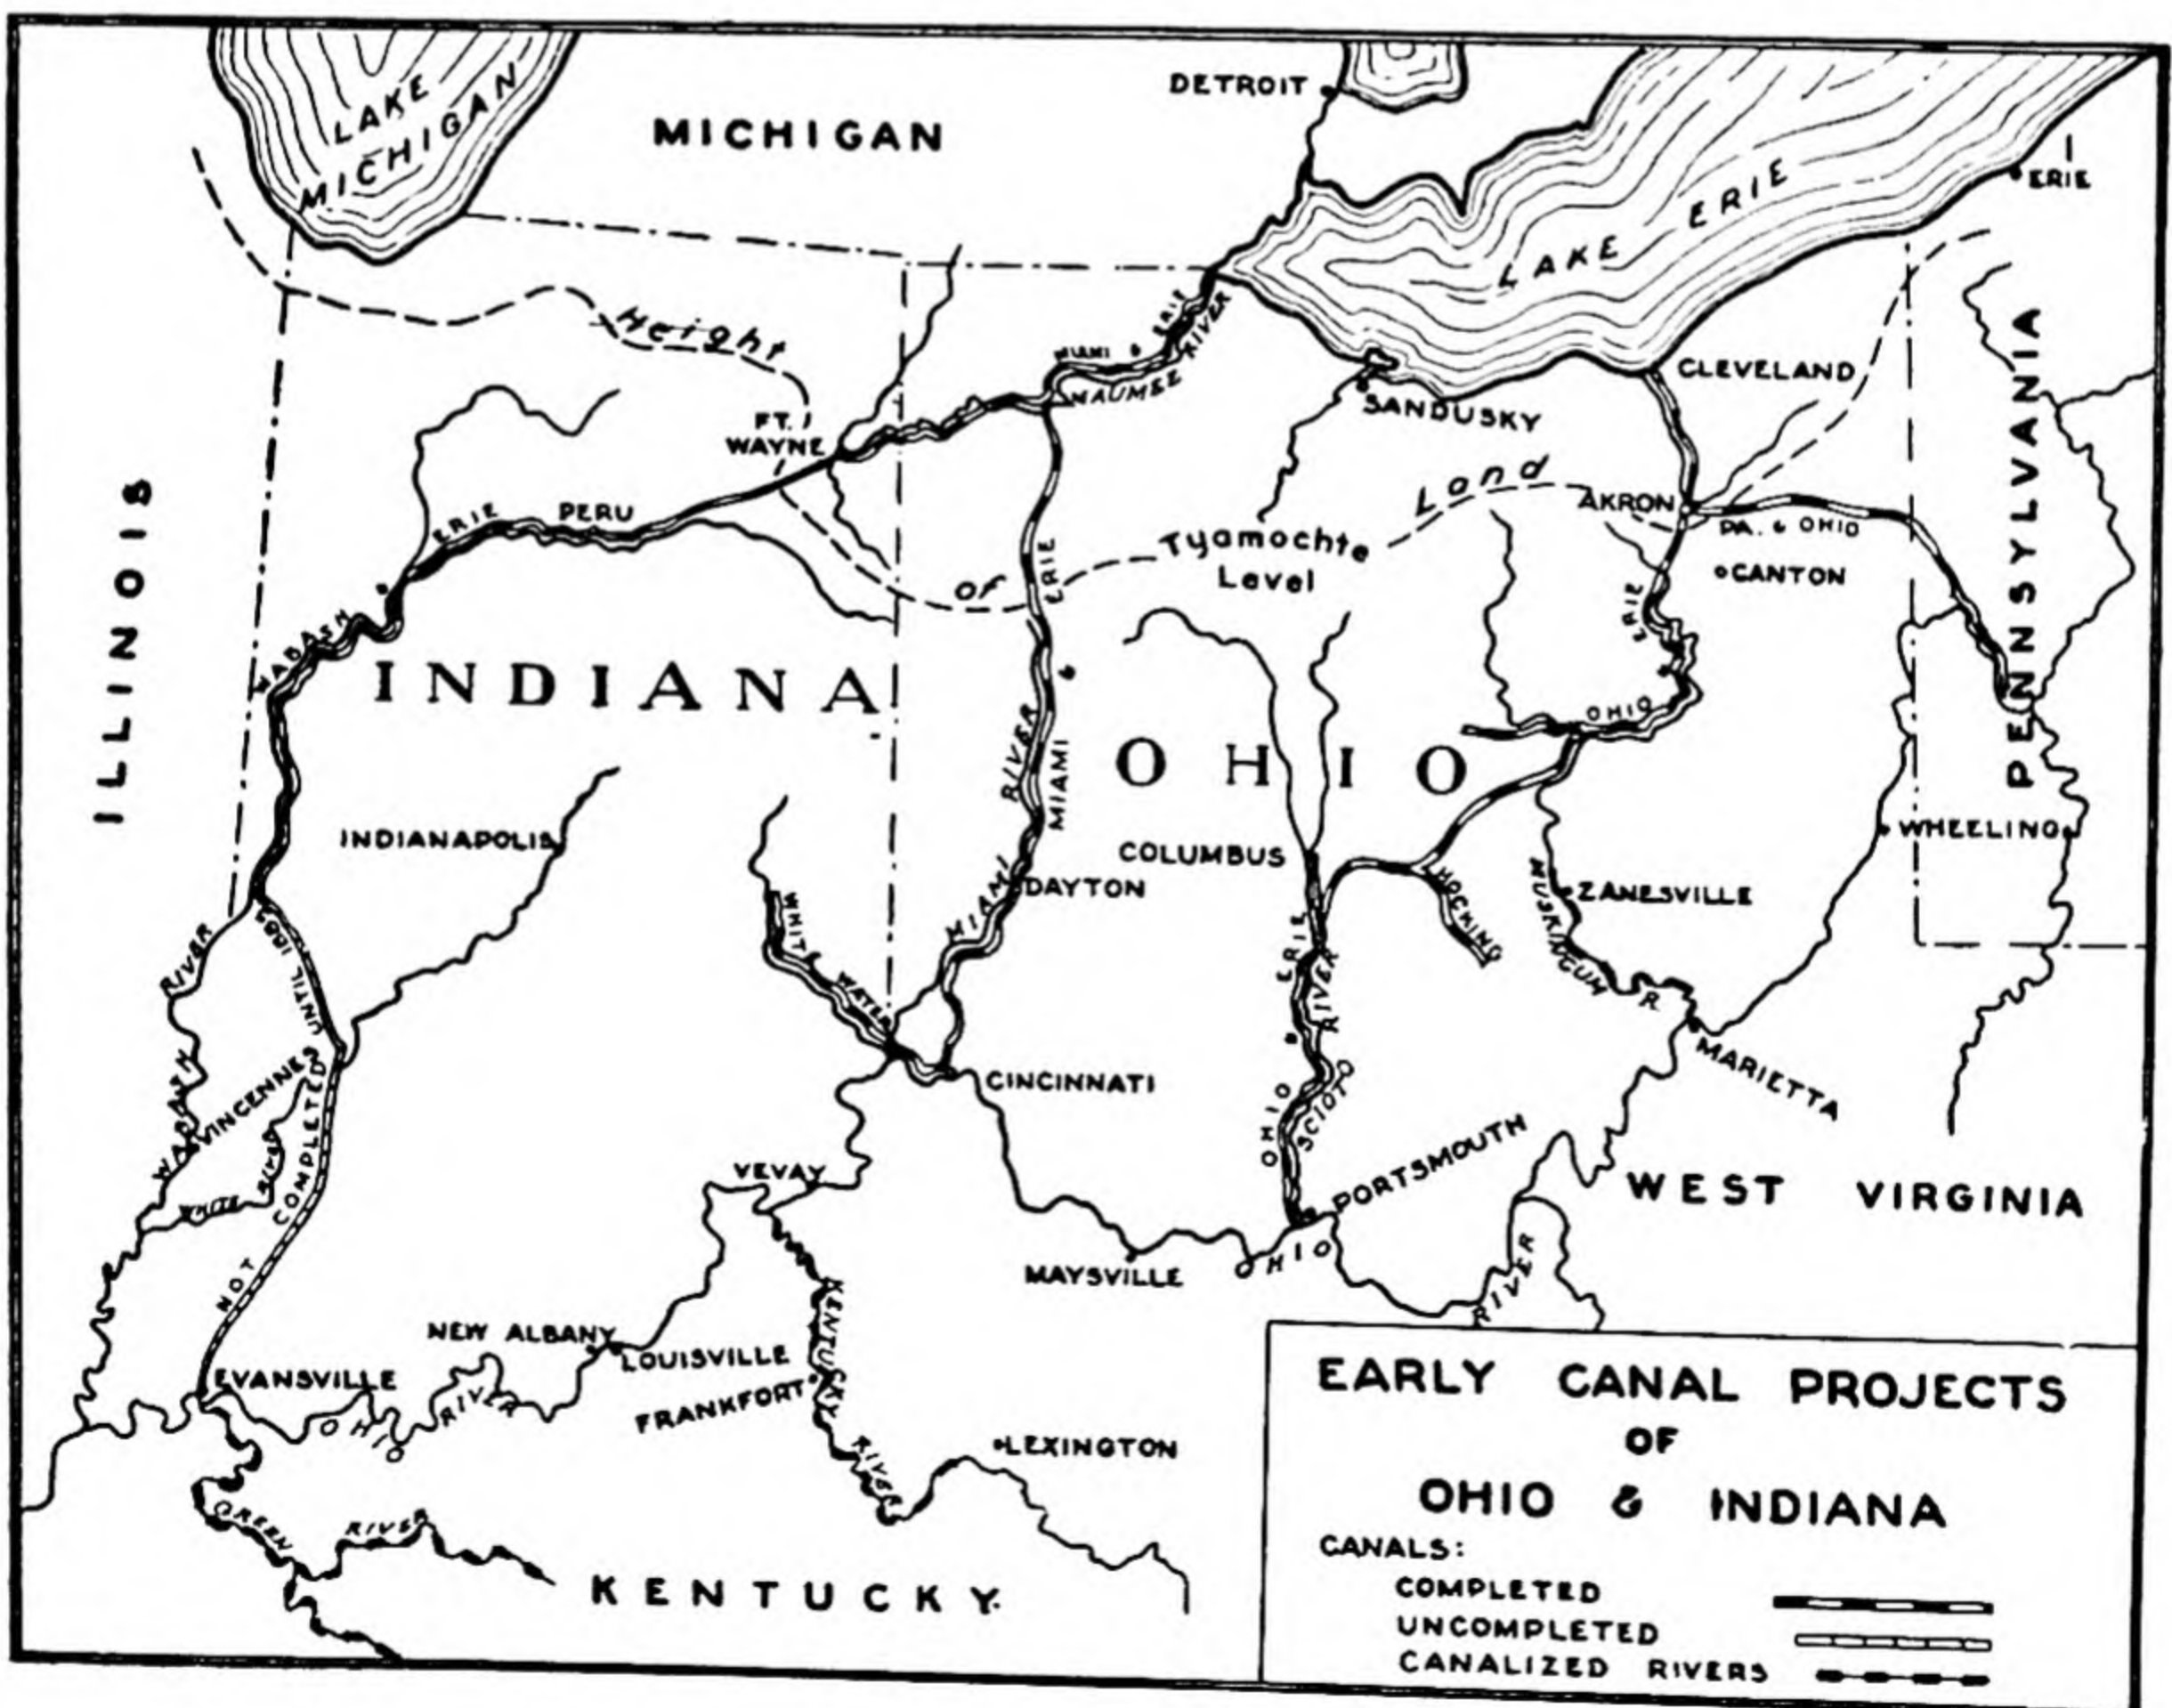 LAKE
MICHIGAN
MICHIGAN
DETROIT
LAKE ERIE
ERIE
Height
MIAMI & ERIE
MAUMEE RIVER
CLEVELAND
SANDUSKY
FT.
WAYNE
PENNSYLVANIA
ILLINOIS
Land
AKRON
PA. & OHIO
CANTON
WABASH & ERIE
PERU
Tyamochte
Level
of
ERIE
&
MIAMI
INDIANA
OHIO
OHIO & ERIE
RIVER
MIAMI
INDIANAPOLIS
COLUMBUS
DAYTON
WHEELING
ZANESVILLE
HOCKING
MUSKINGUM R
WHITE WATER
RIVER
WABASH
UNTIL
VINCENNES
NOT COMPLETED
WHITE RIVER
CINCINNATI
OHIO & ERIE
SCIOTO RIVER
MARIETTA
PORTSMOUTH
VEVAY
WEST VIRGINIA
MAYSVILLE
OHIO
RIVER
KENTUCKY
RIVER
NEW ALBANY
LOUISVILLE
FRANKFORT
EVANSVILLE
OHIO RIVER
LEXINGTON
GREEN RIVER
KENTUCKY.
EARLY CANAL PROJECTS
OF
OHIO & INDIANA
CANALS:
COMPLETED
UNCOMPLETED
CANALIZED RIVERS